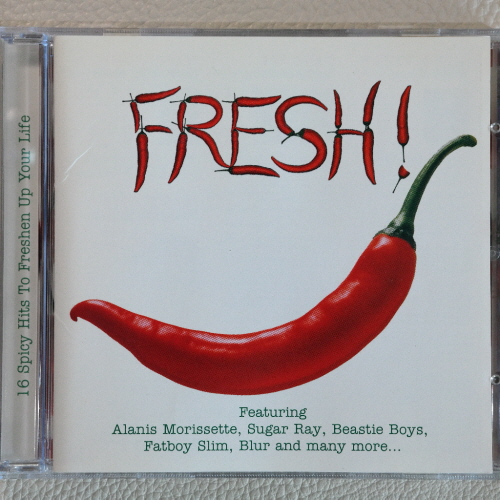 16 Spicy Hits To Freshen Up Your Life
FRESH!
Featuring
Alanis Morissette, Sugar Ray, Beastie Boys,
Fatboy Slim, Blur and many more...